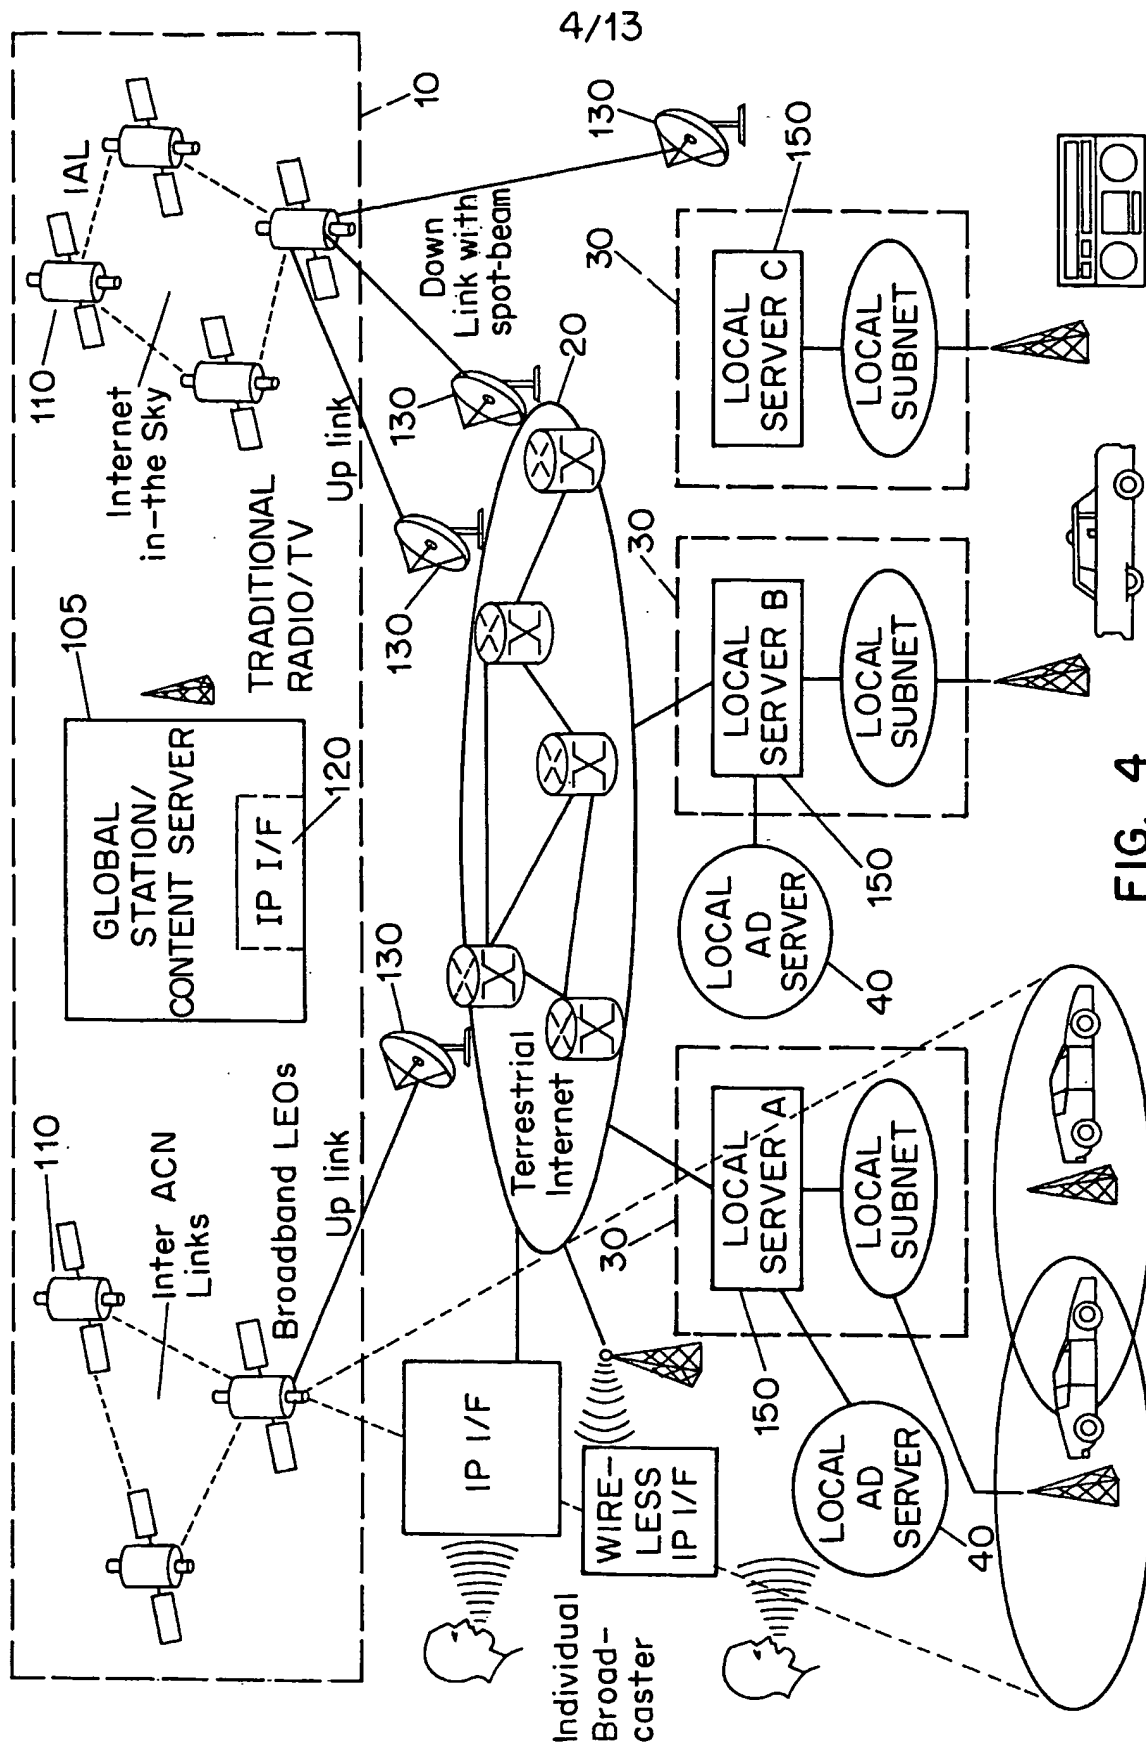 4/13
110
Inter ACN
Links
Broadband LEOs
Up link
GLOBAL
STATION/
CONTENT SERVER
IP I/F
105
120
TRADITIONAL
RADIO/TV
110
IAL
Internet
in-the Sky
Up link
10
Down
Link with
spot-beam
130
130
130
130
20
Individual
Broad-
caster
IP I/F
WIRE-
LESS
IP I/F
Terrestrial
Internet
30
LOCAL
SERVER A
LOCAL
SUBNET
150
LOCAL
AD
SERVER
40
30
LOCAL
SERVER B
LOCAL
SUBNET
150
LOCAL
AD
SERVER
40
30
LOCAL
SERVER C
LOCAL
SUBNET
150
FIG. 4